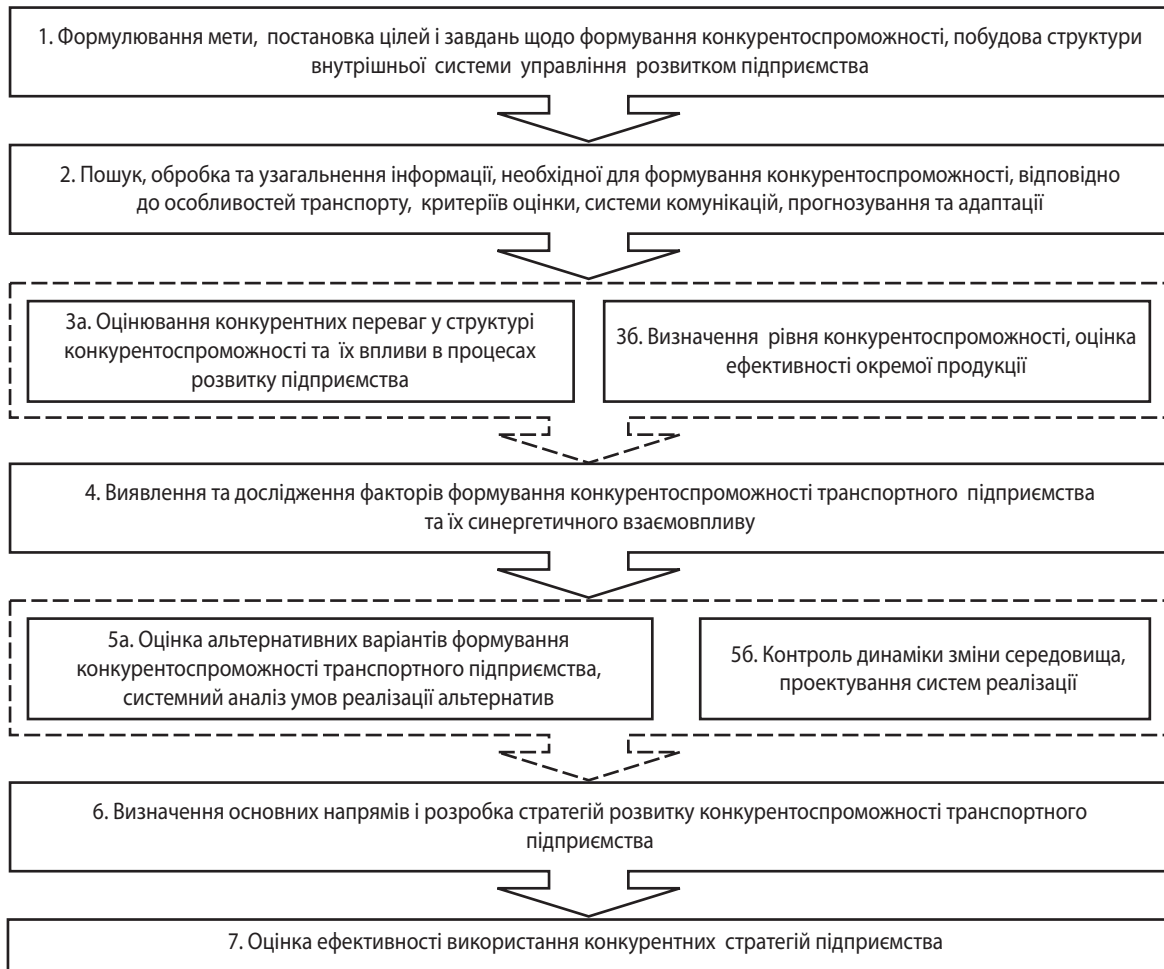 1. Формулювання мети, постановка цілей і завдань щодо формування конкурентоспроможності, побудова структури
внутрішньої системи управління розвитком підприємства
2. Пошук, обробка та узагальнення інформації, необхідної для формування конкурентоспроможності, відповідно
до особливостей транспорту, критеріїв оцінки, системи комунікацій, прогнозування та адаптації
3а. Оцінювання конкурентних переваг у структурі
конкурентоспроможності та їх впливи в процесах
розвитку підприємства
3б. Визначення рівня конкурентоспроможності, оцінка
ефективності окремої продукції
4. Виявлення та дослідження факторів формування конкурентоспроможності транспортного підприємства
та їх синергетичного взаємовпливу
5а. Оцінка альтернативних варіантів формування
конкурентоспроможності транспортного підприємства,
системний аналіз умов реалізації альтернатив
5б. Контроль динаміки зміни середовища,
проектування систем реалізації
6. Визначення основних напрямів і розробка стратегій розвитку конкурентоспроможності транспортного
підприємства
7. Оцінка ефективності використання конкурентних стратегій підприємства